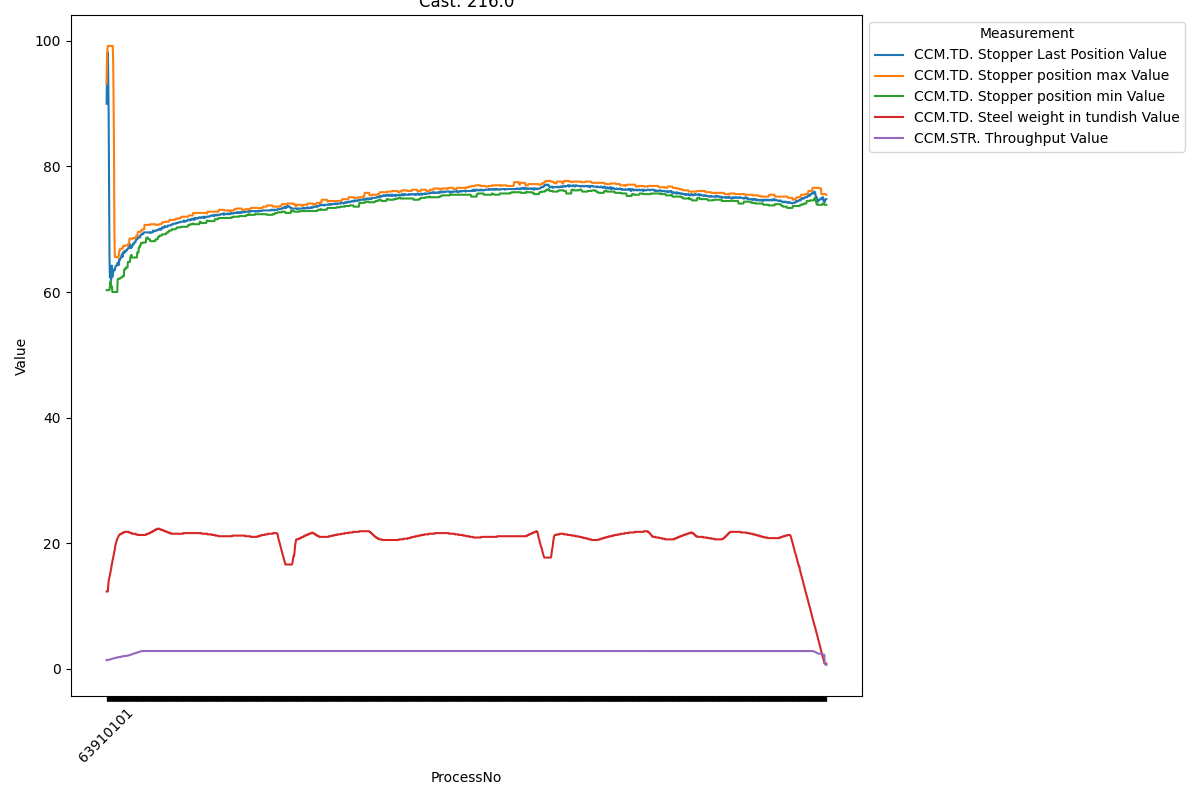 Cast: 216.0
Measurement
CCM.TD. Stopper Last Position Value
CCM.TD. Stopper position max Value
CCM.TD. Stopper position min Value
CCM.TD. Steel weight in tundish Value
CCM.STR. Throughput Value
100
80
60
40
20
0
Value
63910101
ProcessNo